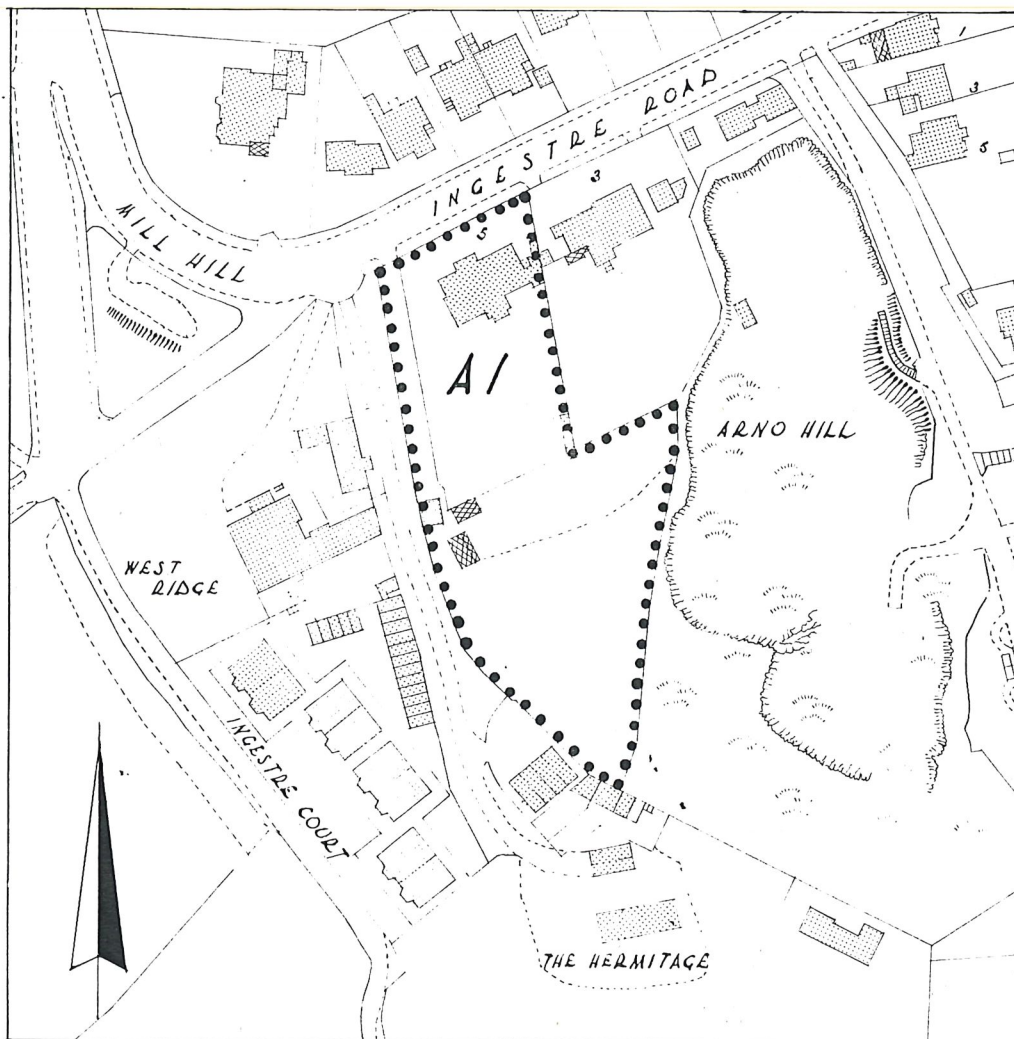 1
3
5
INGESTRE ROAD
3
5
MILL HILL
A1
ARNO HILL
WEST
RIDGE
INGESTRE COURT
THE HERMITAGE